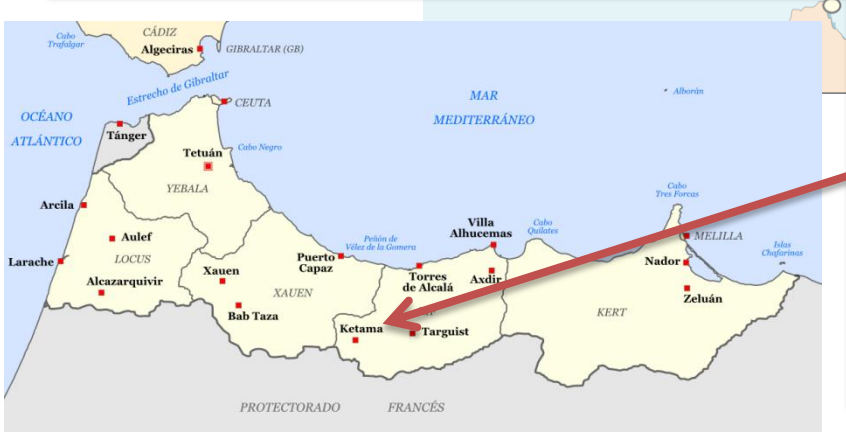 Cabo
Trafalgar
CÁDIZ
Algeciras
GIBRALTAR (GB)
Estrecho de Gibraltar
CEUTA
OCÉANO
ATLÁNTICO
MAR
MEDITERRÁNEO
Alborán
Tánger
Tetuán
Cabo Negro
YEBALA
Cabo
Tres Forcas
Arcila
Aulef
Larache
LOCUS
Alcazarquivir
Xauen
XAUEN
Bab Taza
Puerto
Capaz
Peñón de
Vélez de la Gomera
Villa
Alhucemas
Cabo
Quilates
Torres
de Alcalá
Axdir
MELILLA
Nador
Islas
Chafarinas
Zeluán
KERT
Ketama
Targuist
PROTECTORADO FRANCÉS